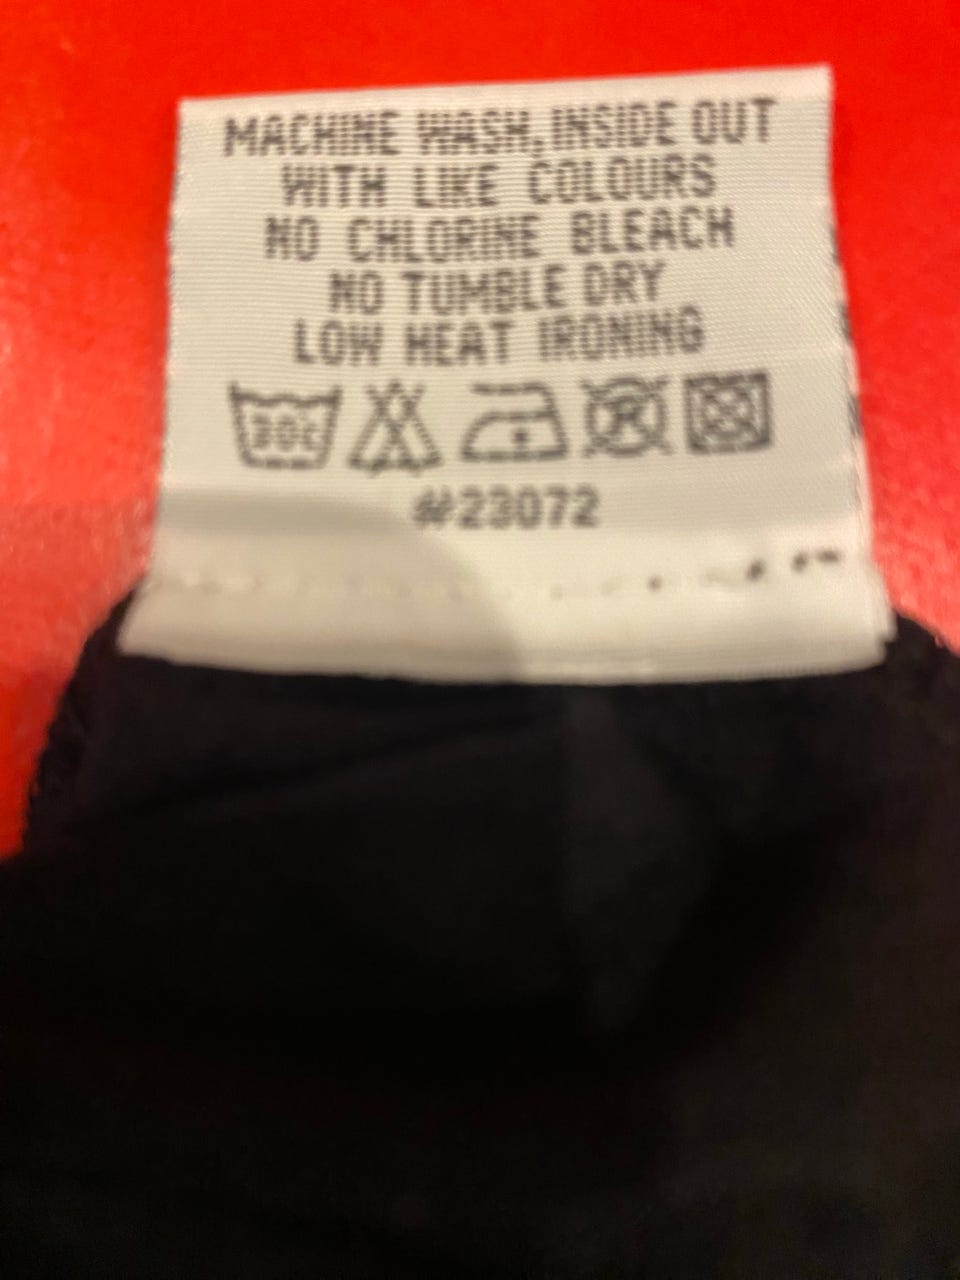 MACHINE WASH, INSIDE OUT
WITH LIKE COLOURS
NO CHLORINE BLEACH
NO TUMBLE DRY
LOW HEAT IRONING
30C
#23072